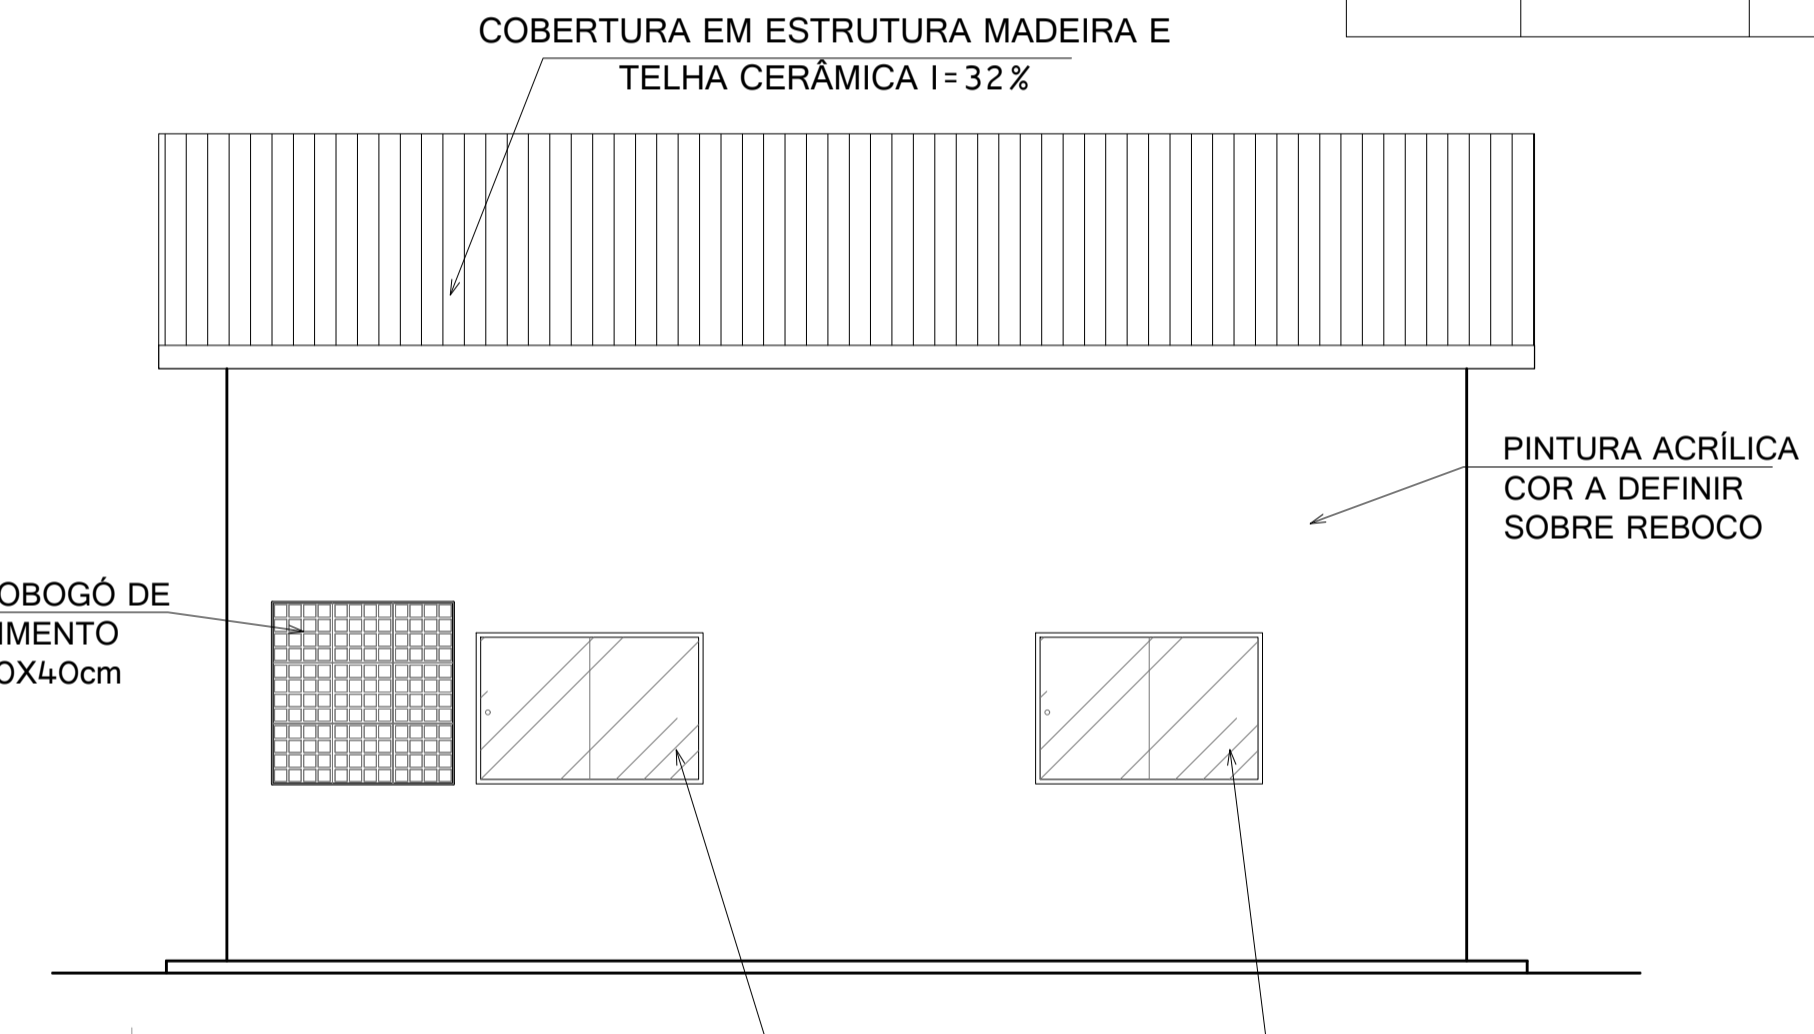 COBERTURA EM ESTRUTURA MADEIRA E
TELHA CERÂMICA I=32%
PINTURA ACRÍLICA
COR A DEFINIR
SOBRE REBOCO
OBOGÓ DE
IMENTO
0X40cm